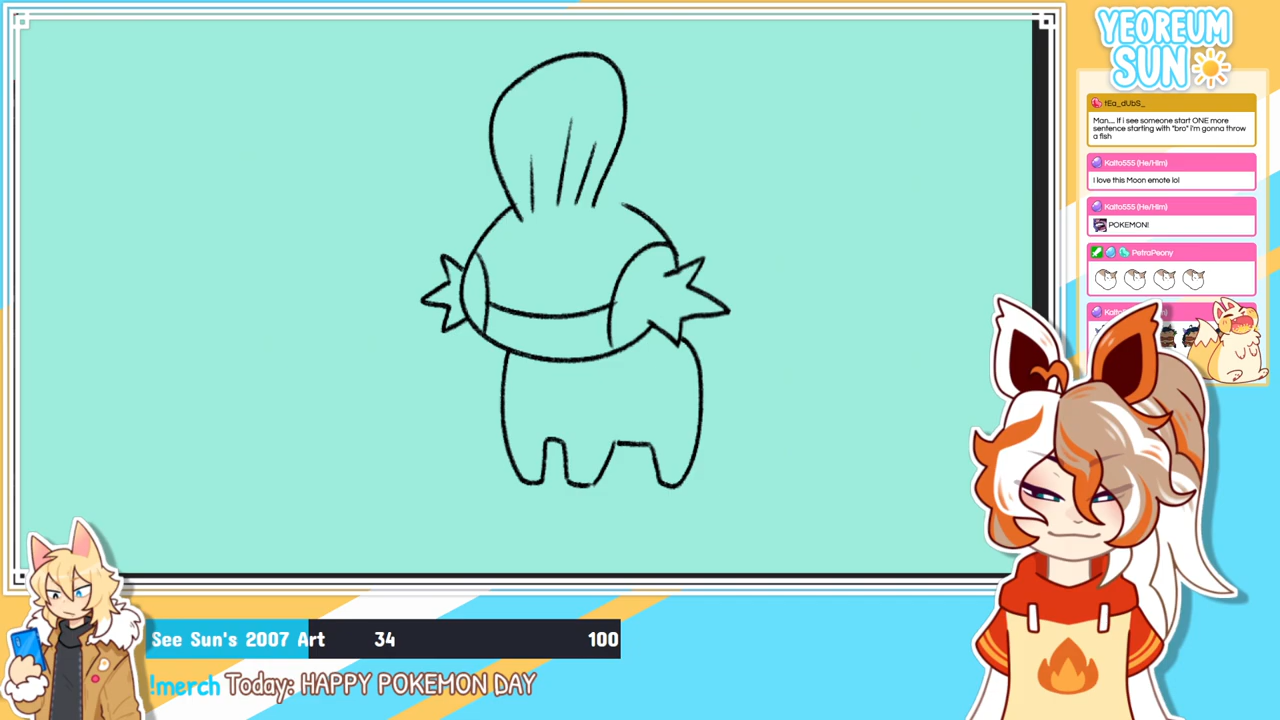 YEOREUM
SUN
tEa_dUbS_
Man.... If i see someone start ONE more
sentence starting with "bro" i'm gonna throw
a fish
Kaito555 (He/Him)
I love this Moon emote lol
Kaito555 (He/Him)
POKEMON!
PetraPeony
See Sun's 2007 Art 34 100
!merch Today: HAPPY POKEMON DAY